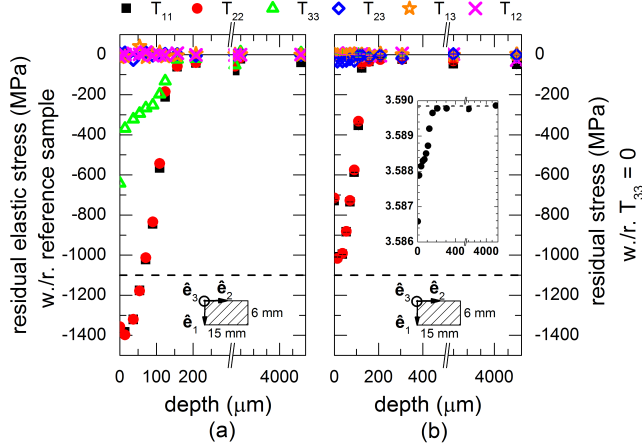 T11 T22 T33 T23 T13 T12
residual elastic stress (MPa)
w./r. reference sample
0
-200
-400
-600
-800
-1000
-1200
-1400
ê3 ê2
ê1
6 mm
15 mm
0 100 200 4000
depth (μm)
(a)
3.590
3.589
3.588
3.587
3.586
0 400 4000
ê3 ê2
ê1
6 mm
15 mm
0 200 400 4000
depth (μm)
(b)
0
-200
-400
-600
-800
-1000
-1200
-1400
residual stress (MPa)
w./r. T33 = 0